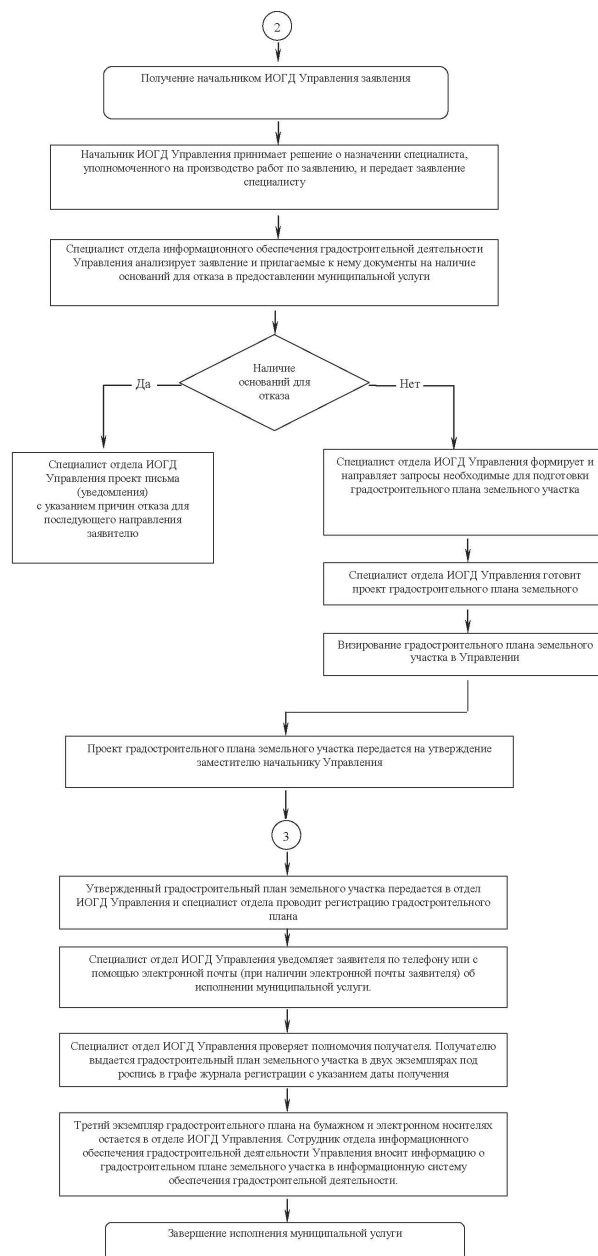 2
Получение начальником ИОГД Управления заявления
Начальник ИОГД Управления принимает решение о назначении специалиста,
уполномоченного на производство работ по заявлению, и передает заявление
специалисту
Специалист отдела информационного обеспечения градостроительной деятельности
Управления анализирует заявление и прилагаемые к нему документы на наличие
оснований для отказа в предоставлении муниципальной услуги
Наличие
оснований для
отказа
Да
Нет
Специалист отдела ИОГД
Управления проект письма
(уведомления)
с указанием причин отказа для
последующего направления
заявителю
Специалист отдела ИОГД Управления формирует и
направляет запросы необходимые для подготовки
градостроительного плана земельного участка
Специалист отдела ИОГД Управления готовит
проект градостроительного плана земельного
Визирование градостроительного плана земельного
участка в Управлении
Проект градостроительного плана земельного участка передается на утверждение
заместителю начальнику Управления
3
Утвержденный градостроительный план земельного участка передается в отдел
ИОГД Управления и специалист отдела проводит регистрацию градостроительного
плана
Специалист отдел ИОГД Управления уведомляет заявителя по телефону или с
помощью электронной почты (при наличии электронной почты заявителя) об
исполнении муниципальной услуги.
Специалист отдел ИОГД Управления проверяет полномочия получателя. Получателю
выдается градостроительный план земельного участка в двух экземплярах под
роспись в графе журнала регистрации с указанием даты получения
Третий экземпляр градостроительного плана на бумажном и электронном носителях
остается в отделе ИОГД Управления. Сотрудник отдела информационного
обеспечения градостроительной деятельности Управления вносит информацию о
градостроительном плане земельного участка в информационную систему
обеспечения градостроительной деятельности.
Завершение исполнения муниципальной услуги